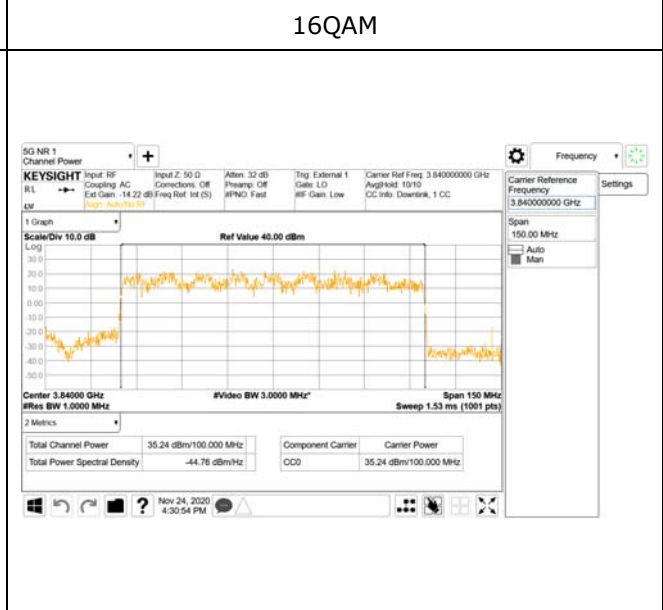 16QAM
5G NR 1
Channel Power
Frequency
KEYSIGHT
Input: RF
Input Z: 50 Ω
Atten: 32 dB
Trig: External 1
Carrier Ref Freq: 3.840000000 GHz
RL
Coupling: AC
Corrections: Off
Preamp: Off
Gate: LO
Avg|Hold: 10/10
Ext Gain: -14.22 dB
Freq Ref: Int (S)
#PNO: Fast
#IF Gain: Low
CC Info: Downlink, 1 CC
Align: Auto/No RF
Carrier Reference
Frequency
3.840000000 GHz
Settings
Span
150.00 MHz
Auto
Man
1 Graph
Scale/Div 10.0 dB
Ref Value 40.00 dBm
Log
30.0
20.0
10.0
0.00
-10.0
-20.0
-30.0
-40.0
-50.0
Center 3.84000 GHz
#Video BW 3.0000 MHz*
Span 150 MHz
#Res BW 1.0000 MHz
Sweep 1.53 ms (1001 pts)
2 Metrics
Total Channel Power
35.24 dBm/100.000 MHz
Total Power Spectral Density
-44.76 dBm/Hz
Component Carrier
Carrier Power
CC0
35.24 dBm/100.000 MHz
?
Nov 24, 2020
4:30:54 PM